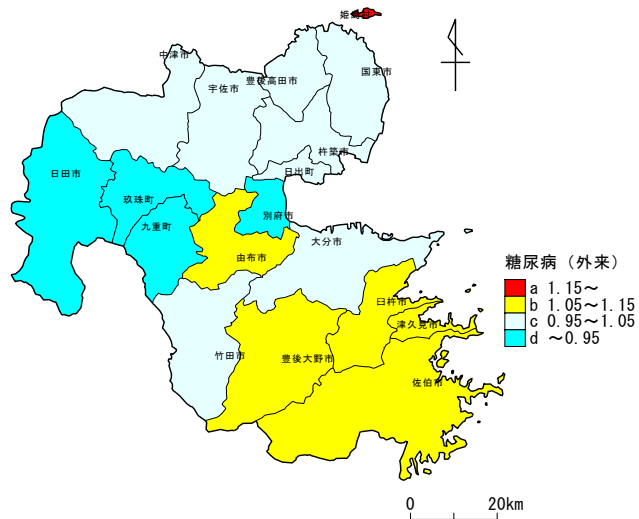 姫島村
中津市
豊後高田市
国東市
宇佐市
杵築市
日出町
日田市
玖珠町
別府市
九重町
大分市
由布市
臼杵市
津久見市
竹田市
豊後大野市
佐伯市
糖尿病（外来）
a 1.15～
b 1.05～1.15
c 0.95～1.05
d ～0.95
0 20km